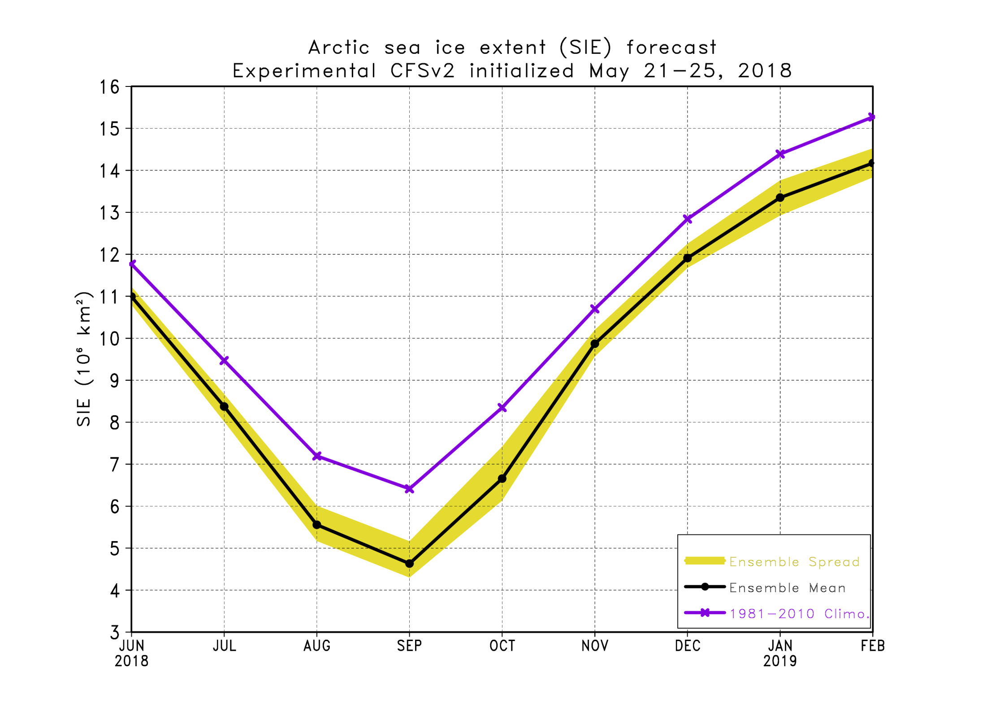 Arctic sea ice extent (SIE) forecast
Experimental CFSv2 initialized May 21-25, 2018
16
15
14
13
12
11
10
9
8
7
6
5
4
3
SIE (10⁶ km²)
JUN JUL AUG SEP OCT NOV DEC JAN FEB
2018 2019
Ensemble Spread
Ensemble Mean
1981-2010 Climo.